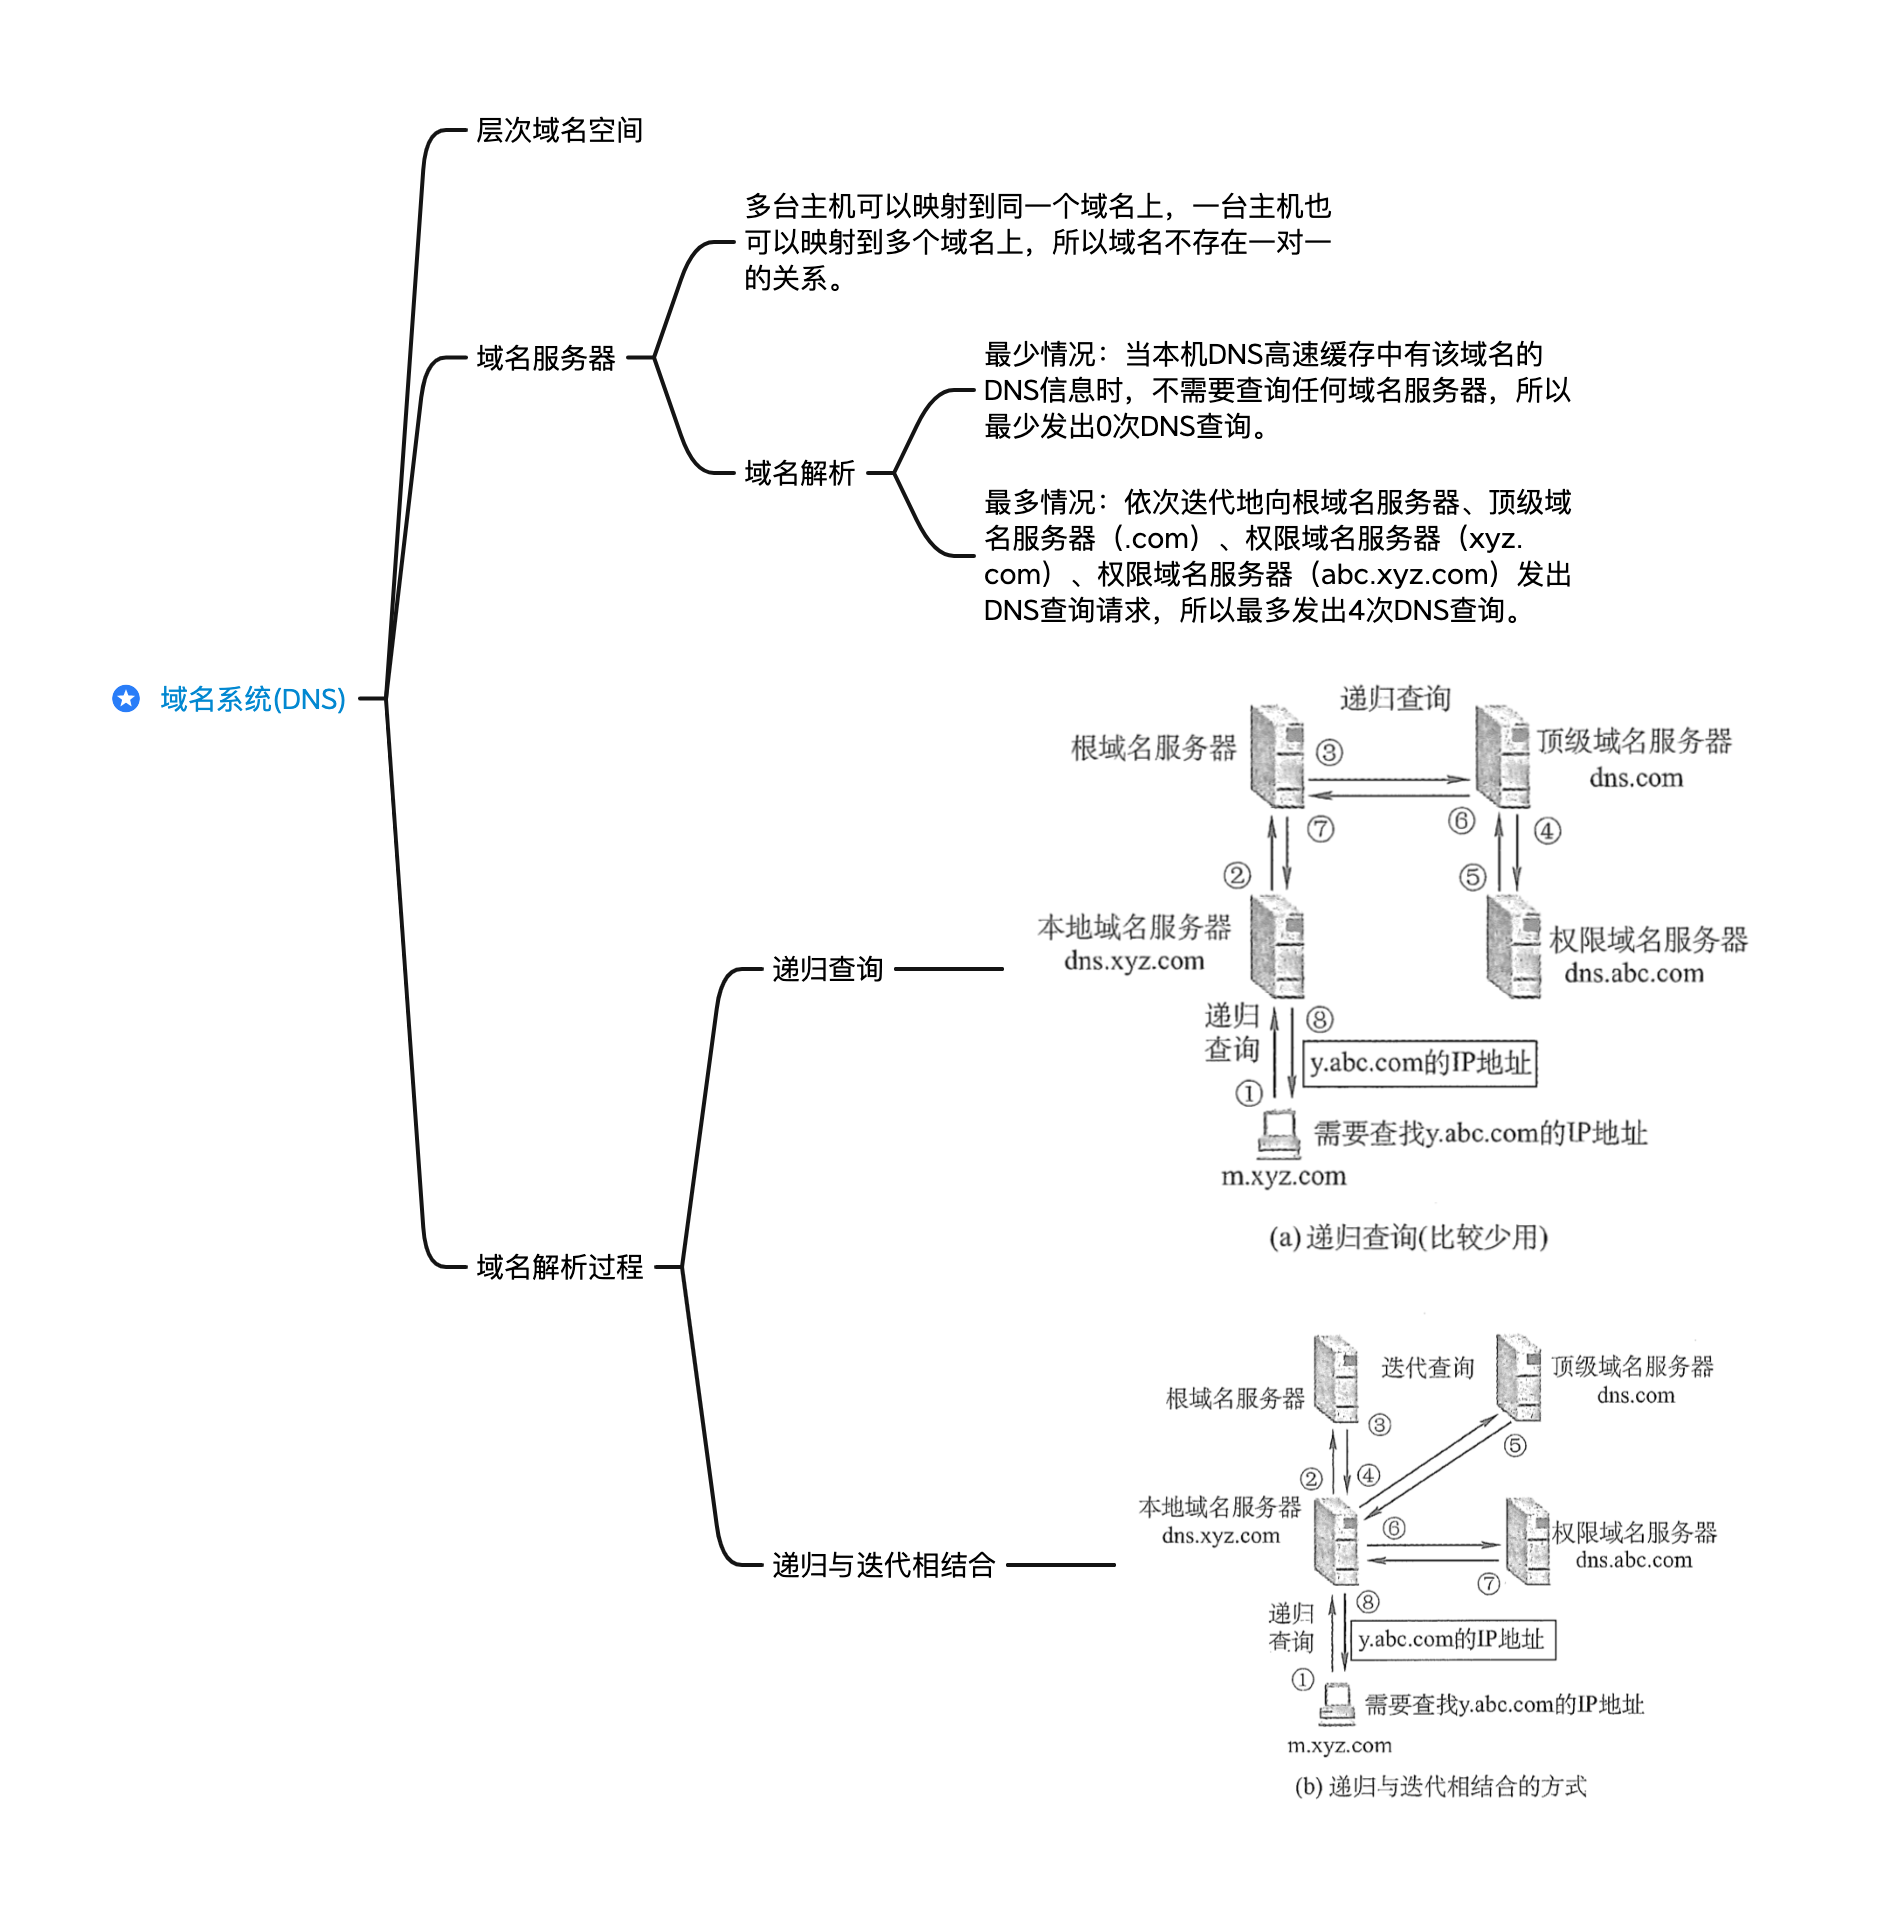 层次域名空间
多台主机可以映射到同一个域名上，一台主机也
可以映射到多个域名上，所以域名不存在一对一
的关系。
域名服务器
最少情况：当本机DNS高速缓存中有该域名的
DNS信息时，不需要查询任何域名服务器，所以
最少发出0次DNS查询。
域名解析
最多情况：依次迭代地向根域名服务器、顶级域
名服务器（.com）、权限域名服务器（xyz.
com）、权限域名服务器（abc.xyz.com）发出
DNS查询请求，所以最多发出4次DNS查询。
域名系统(DNS)
递归查询
根域名服务器
③
顶级域名服务器
dns.com
⑦
⑥
④
②
⑤
本地域名服务器
dns.xyz.com
权限域名服务器
dns.abc.com
递归查询
递归
查询
⑧
y.abc.com的IP地址
①
需要查找y.abc.com的IP地址
m.xyz.com
(a) 递归查询(比较少用)
域名解析过程
根域名服务器
迭代查询
顶级域名服务器
dns.com
③
⑤
②
④
本地域名服务器
dns.xyz.com
⑥
权限域名服务器
dns.abc.com
递归与迭代相结合
⑦
⑧
递归
查询
y.abc.com的IP地址
①
需要查找y.abc.com的IP地址
m.xyz.com
(b) 递归与迭代相结合的方式